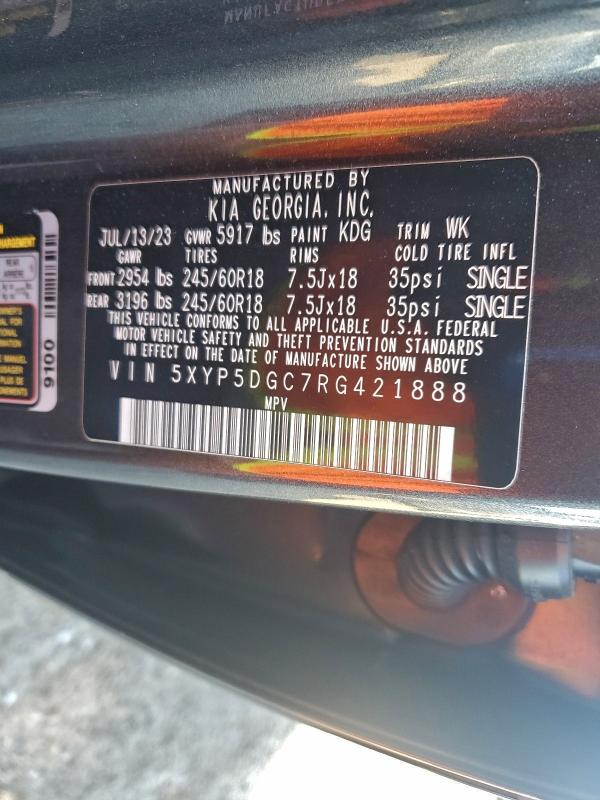 MANUFACTURED BY
KIA GEORGIA, INC.
JUL/13/23 GVWR 5917 lbs PAINT KDG TRIM WK
GAWR TIRES RIMS COLD TIRE INFL
FRONT 2954 lbs 245/60R18 7.5Jx18 35psi SINGLE
REAR 3196 lbs 245/60R18 7.5Jx18 35psi SINGLE
THIS VEHICLE CONFORMS TO ALL APPLICABLE U.S.A. FEDERAL
MOTOR VEHICLE SAFETY AND THEFT PREVENTION STANDARDS
IN EFFECT ON THE DATE OF MANUFACTURE SHOWN ABOVE
VIN 5XYP5DGC7RG421888
MPV
9100